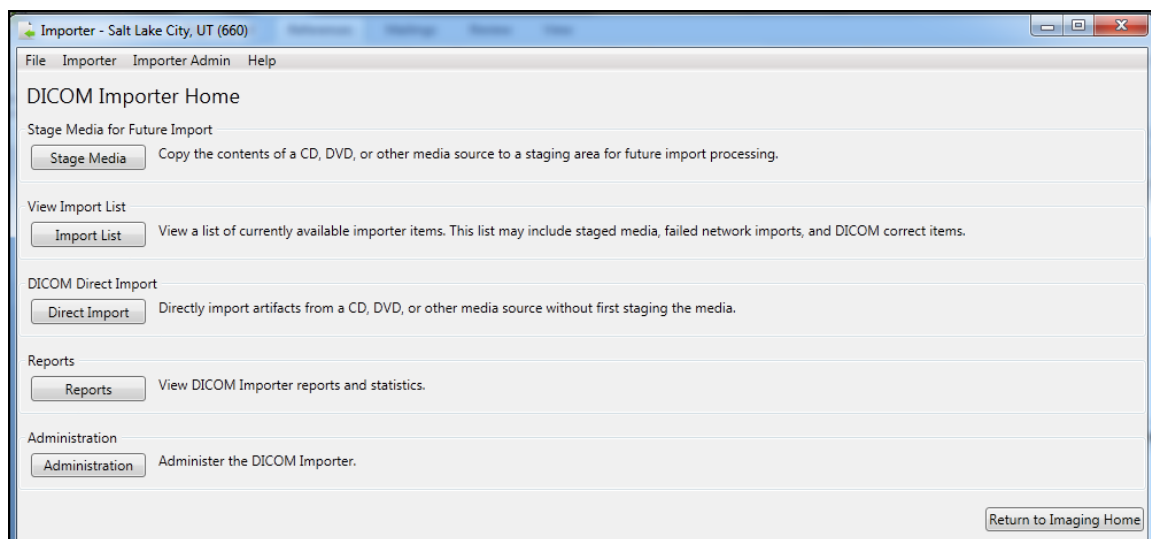 Importer - Salt Lake City, UT (660)
File Importer Importer Admin Help
DICOM Importer Home
Stage Media for Future Import
Stage Media Copy the contents of a CD, DVD, or other media source to a staging area for future import processing.
View Import List
Import List View a list of currently available importer items. This list may include staged media, failed network imports, and DICOM correct items.
DICOM Direct Import
Direct Import Directly import artifacts from a CD, DVD, or other media source without first staging the media.
Reports
Reports View DICOM Importer reports and statistics.
Administration
Administration Administer the DICOM Importer.
Return to Imaging Home